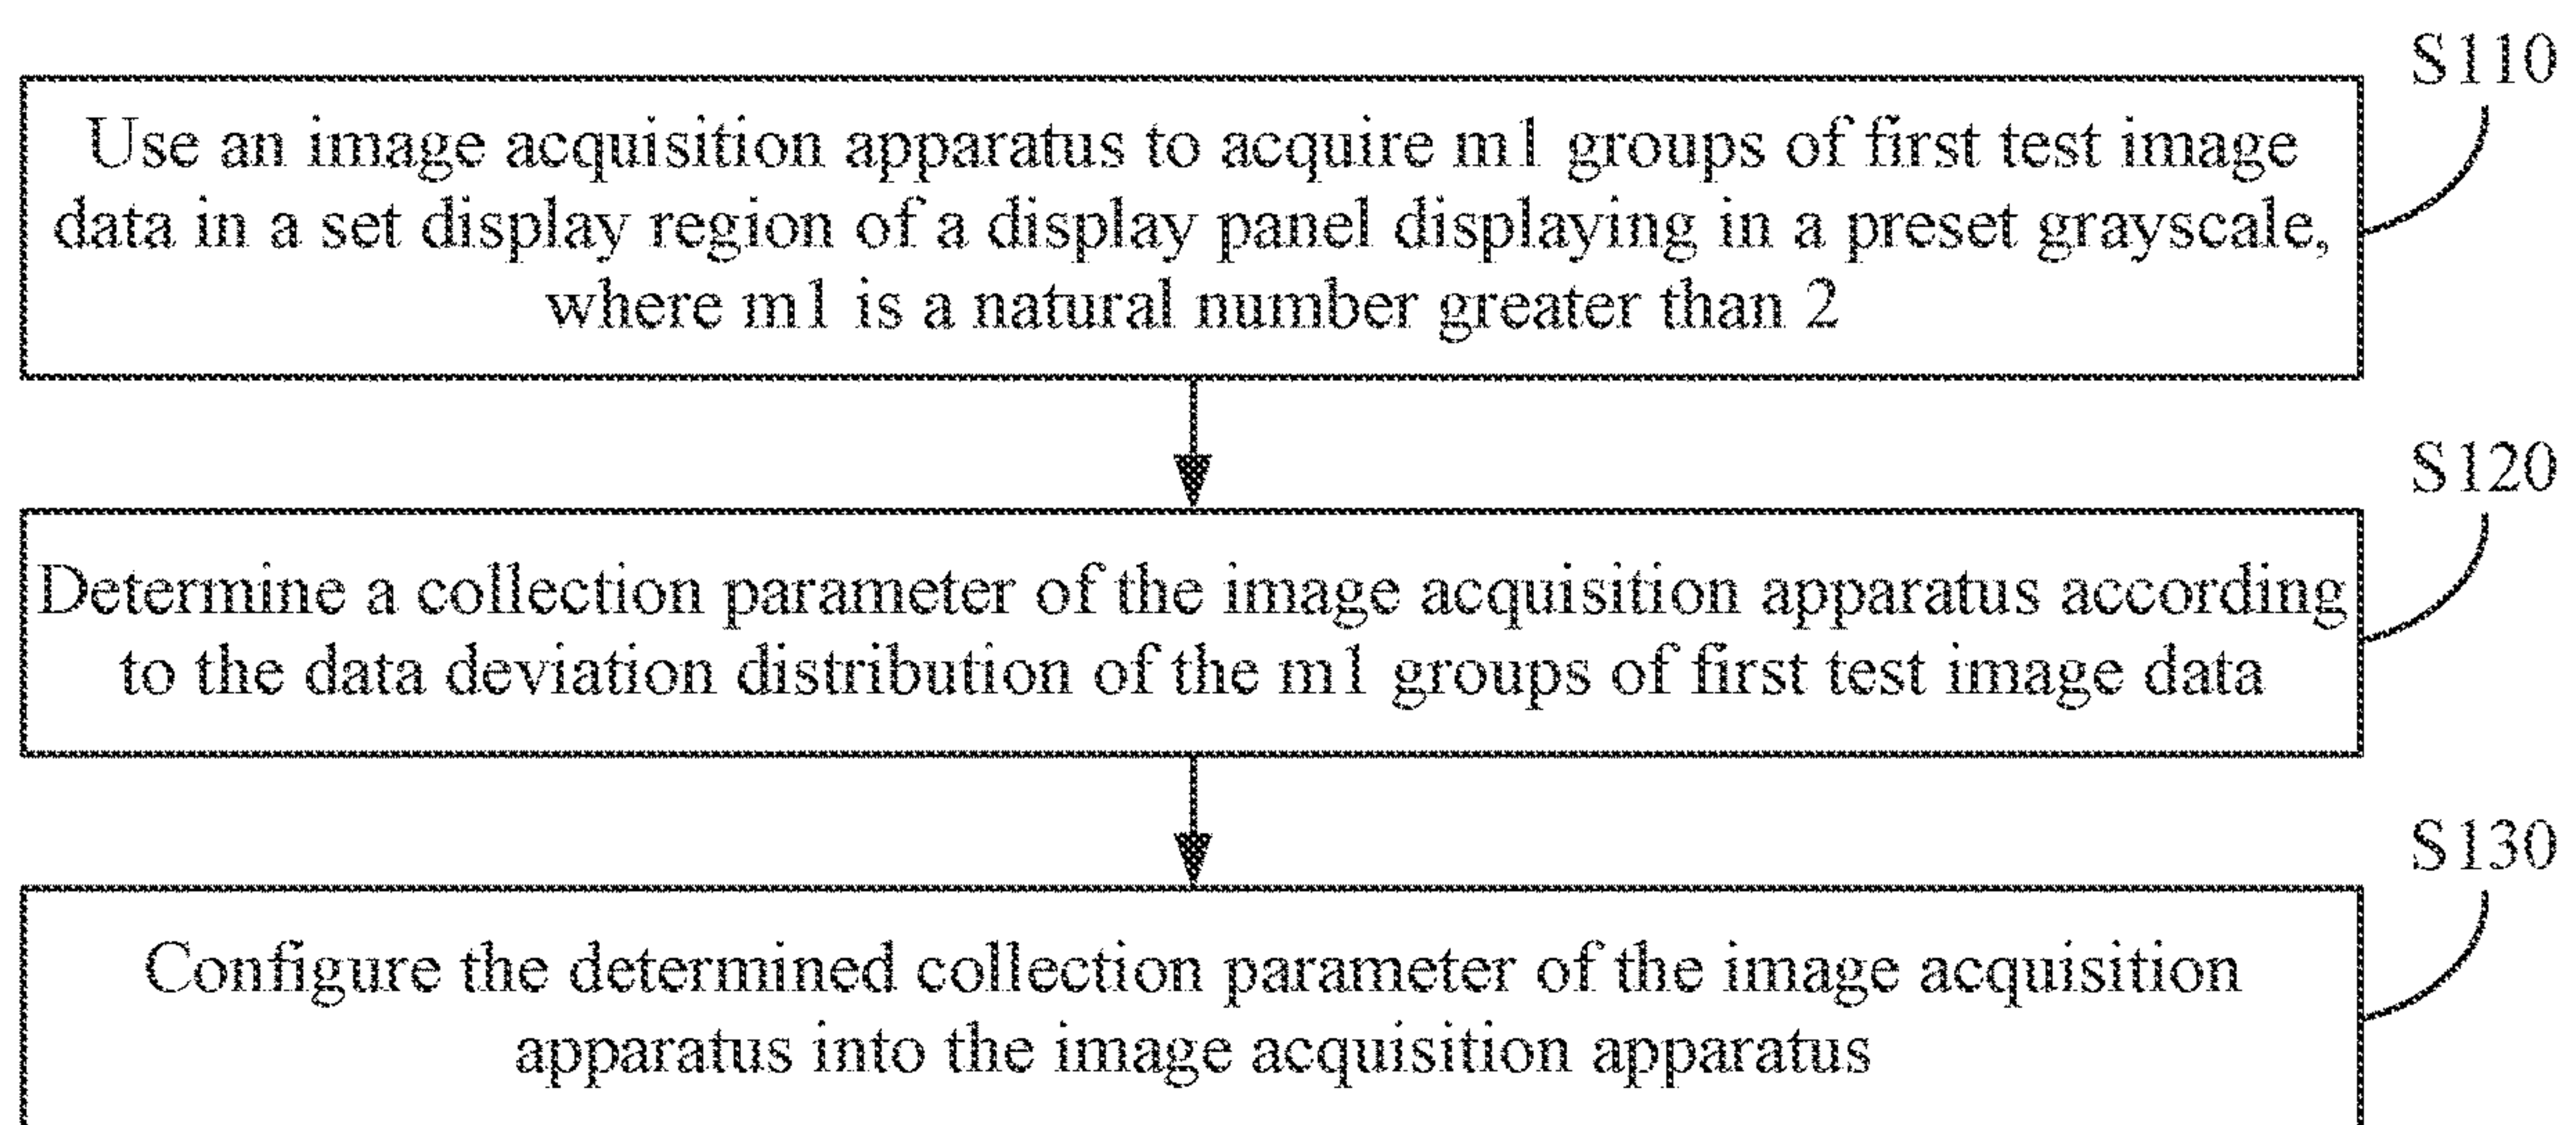 S110
Use an image acquisition apparatus to acquire m1 groups of first test image
data in a set display region of a display panel displaying in a preset grayscale,
where m1 is a natural number greater than 2
S120
Determine a collection parameter of the image acquisition apparatus according
to the data deviation distribution of the m1 groups of first test image data
S130
Configure the determined collection parameter of the image acquisition
apparatus into the image acquisition apparatus